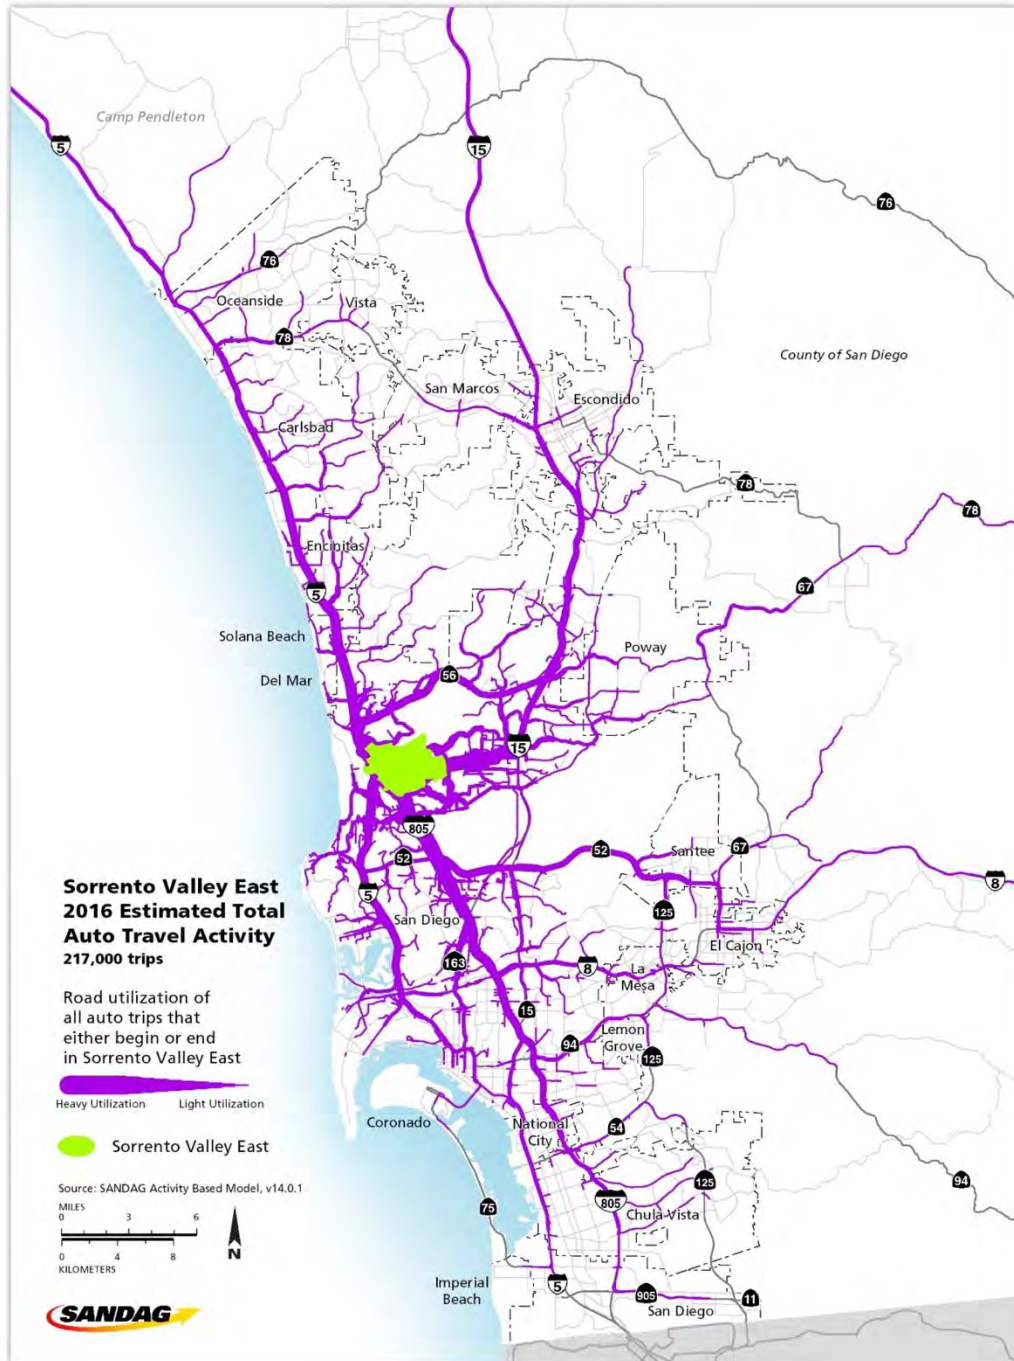 Camp Pendleton
5
15
76
76
Oceanside
Vista
78
County of San Diego
San Marcos
Escondido
Carlsbad
78
78
Encinitas
5
67
Solana Beach
Poway
Del Mar
56
15
805
52
52
Santee
67
8
5
125
San Diego
El Cajon
163
8
La
Mesa
15
Lemon
Grove
94
125
Coronado
National
City
54
125
94
75
805
Chula Vista
Imperial
Beach
5
905
San Diego
11
Sorrento Valley East
2016 Estimated Total
Auto Travel Activity
217,000 trips
Road utilization of
all auto trips that
either begin or end
in Sorrento Valley East
Heavy Utilization Light Utilization
Sorrento Valley East
Source: SANDAG Activity Based Model, v14.0.1
MILES
0 3 6
0 4 8
KILOMETERS
N
SANDAG